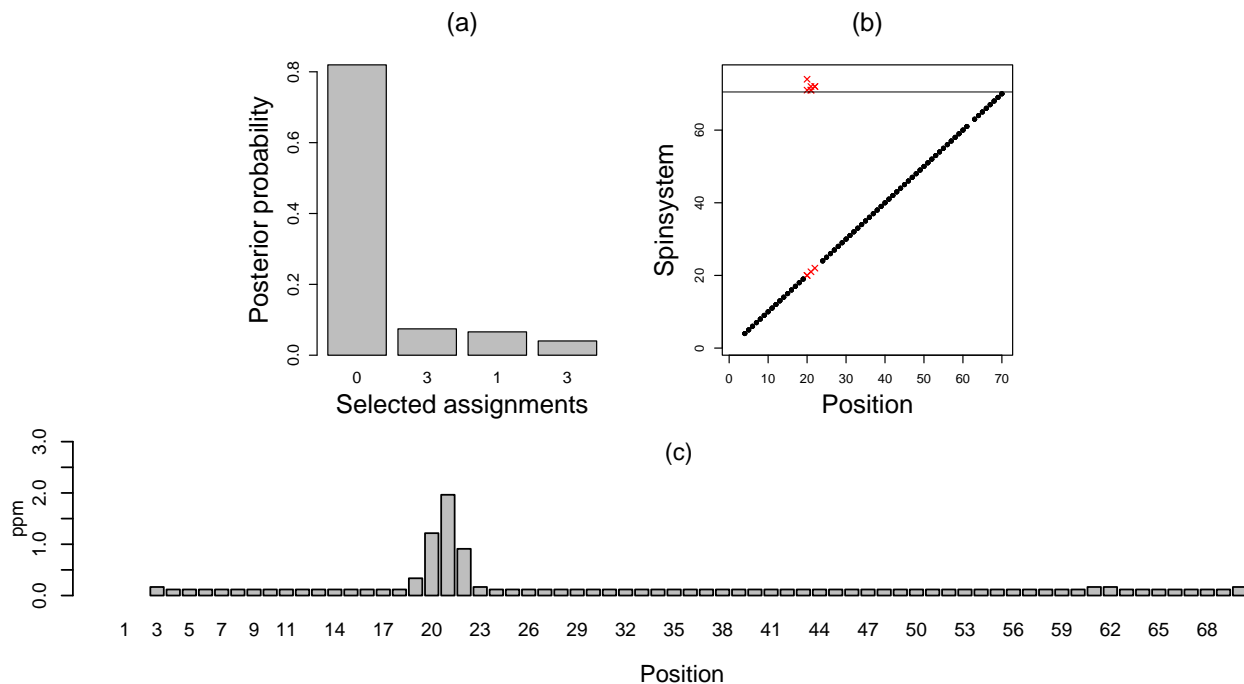 (a)
Posterior probability
0.8
0.6
0.4
0.2
0.0
0 3 1 3
Selected assignments
(b)
Spinsystem
60
40
20
0
0 10 20 30 40 50 60 70
Position
(c)
ppm
3.0
2.0
1.0
0.0
1 3 5 7 9 11 14 17 20 23 26 29 32 35 38 41 44 47 50 53 56 59 62 65 68
Position